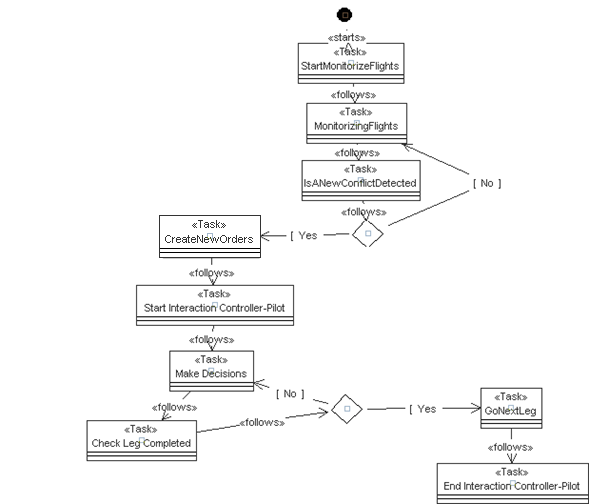 «starts»
«Task»
StartMonitorizeFlights
«follows»
«Task»
MonitorizingFlights
«follows»
«Task»
IsANewConflictDetected
[ No ]
«follows»
«Task»
CreateNewOrders
[ Yes
«follows»
«Task»
Start Interaction Controller-Pilot
«follows»
«Task»
Make Decisions
[ No ]
«Task»
GoNextLeg
«follows»
[ Yes
«follows»
«Task»
Check Leg Completed
«follows»
«Task»
End Interaction Controller-Pilot